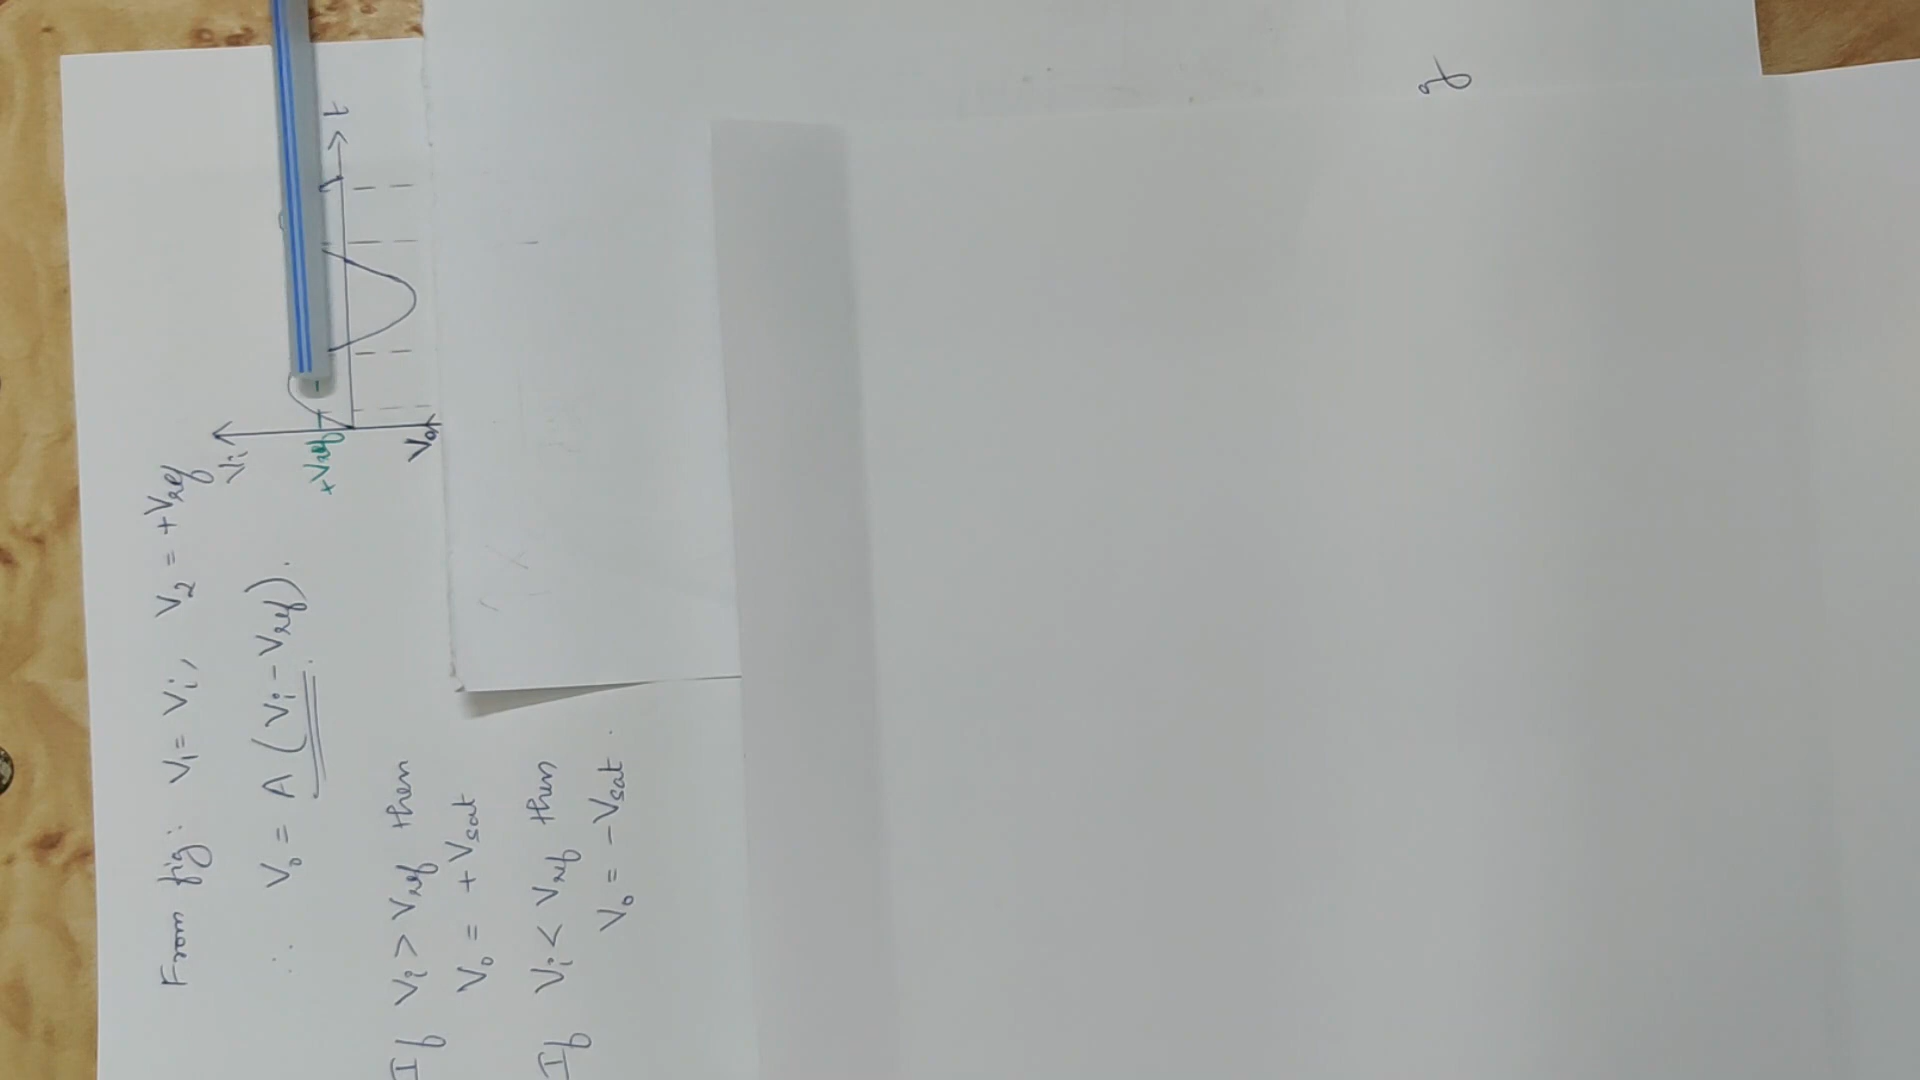 From fig: V₁ = Vi, V₂ = +Vref
∴ V₀ = A (Vi - Vref).
If Vi > Vref then
V₀ = + Vsat
If Vi < Vref then
V₀ = - Vsat.
Vi
+Vref
t
V₀